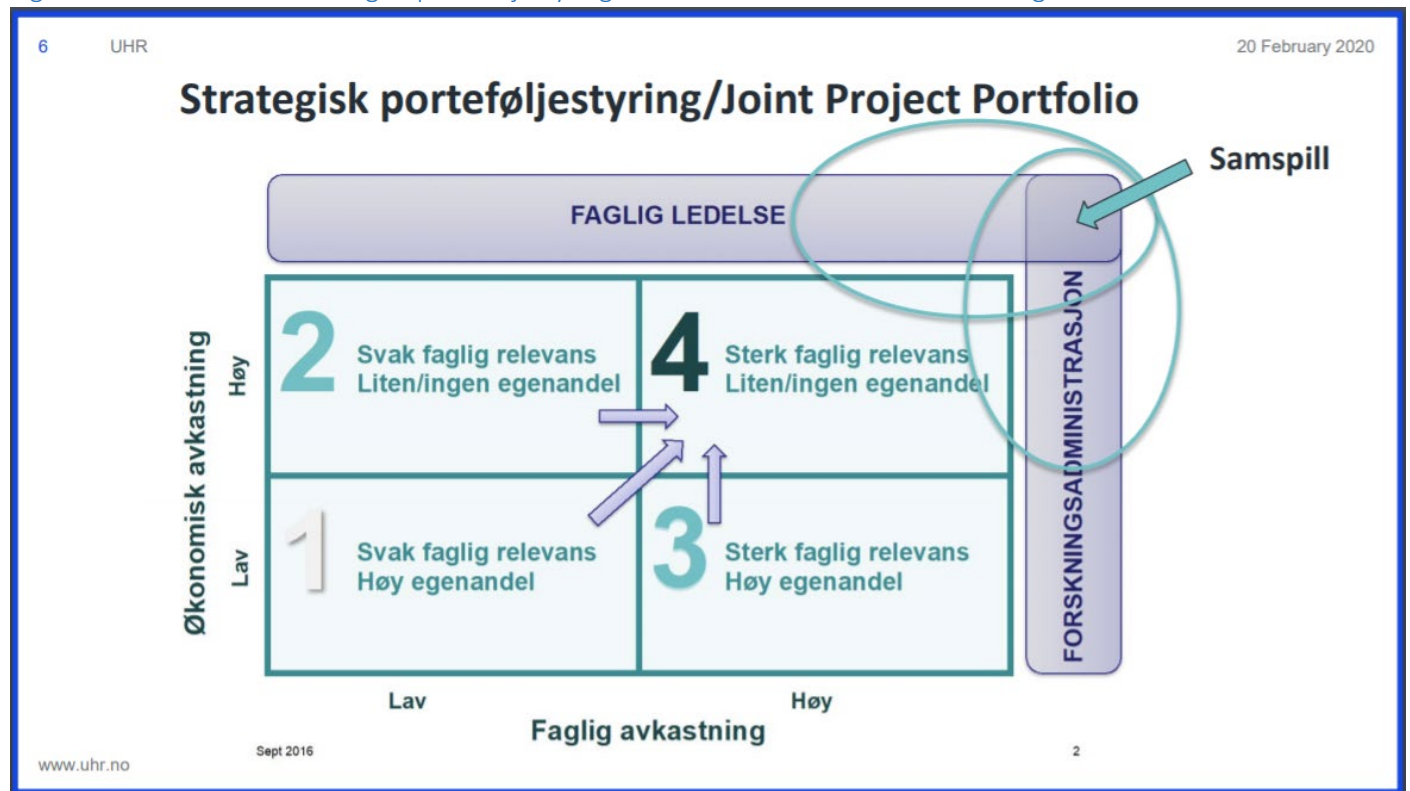 6 UHR 20 February 2020
Strategisk porteføljestyring/Joint Project Portfolio
Samspill
FAGLIG LEDELSE
FORSKNINGSADMINISTRASJON
Økonomisk avkastning
Høy
Lav
2
Svak faglig relevans
Liten/ingen egenandel
4
Sterk faglig relevans
Liten/ingen egenandel
1
Svak faglig relevans
Høy egenandel
3
Sterk faglig relevans
Høy egenandel
Lav Høy
Faglig avkastning
Sept 2016 2
www.uhr.no